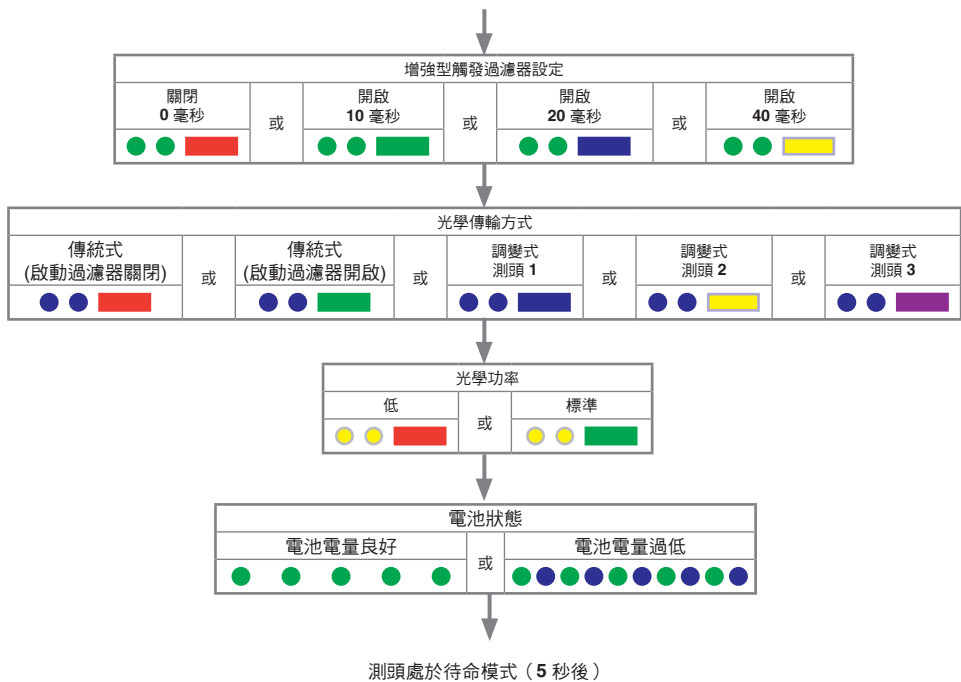 增強型觸發過濾器設定
關閉
0 毫秒
或
開啟
10 毫秒
或
開啟
20 毫秒
或
開啟
40 毫秒
光學傳輸方式
傳統式
(啟動過濾器關閉)
或
傳統式
(啟動過濾器開啟)
或
調變式
測頭 1
或
調變式
測頭 2
或
調變式
測頭 3
光學功率
低
或
標準
電池狀態
電池電量良好
或
電池電量過低
測頭處於待命模式（5 秒後）